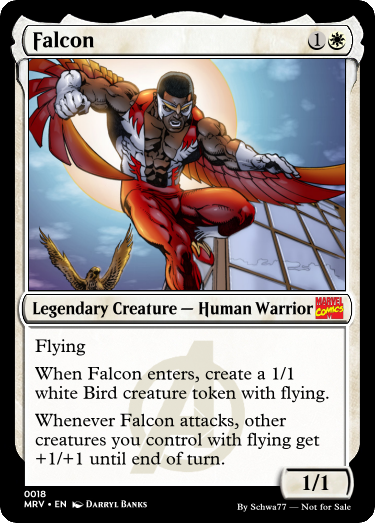 Falcon 1
Legendary Creature — Human Warrior MARVEL COMICS
Flying
When Falcon enters, create a 1/1
white Bird creature token with flying.
Whenever Falcon attacks, other
creatures you control with flying get
+1/+1 until end of turn.
1/1
0018
MRV • EN DARRYL BANKS
By Schwa77 — Not for Sale